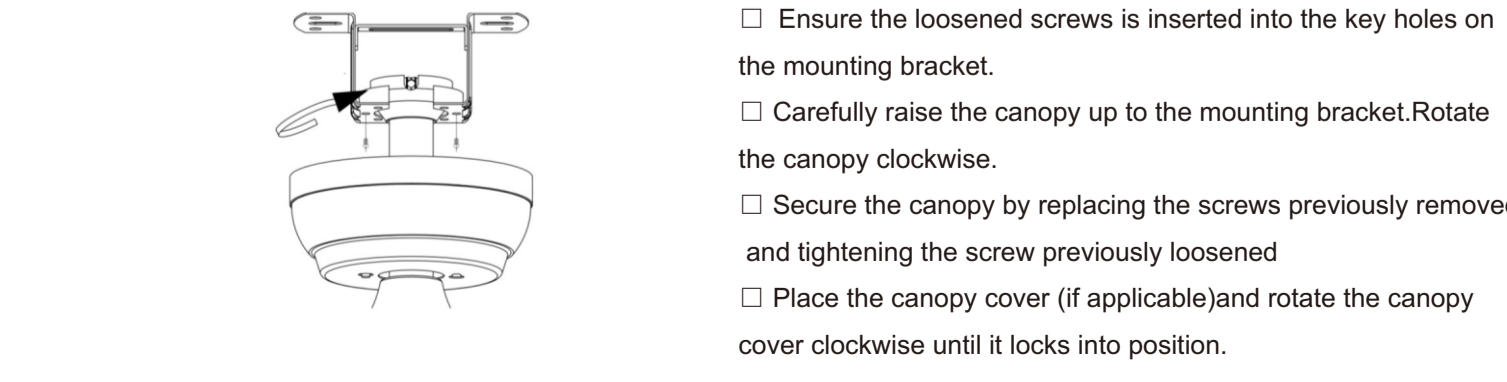 ☐ Ensure the loosened screws is inserted into the key holes on
the mounting bracket.
☐ Carefully raise the canopy up to the mounting bracket.Rotate
the canopy clockwise.
☐ Secure the canopy by replacing the screws previously remove
and tightening the screw previously loosened
☐ Place the canopy cover (if applicable)and rotate the canopy
cover clockwise until it locks into position.